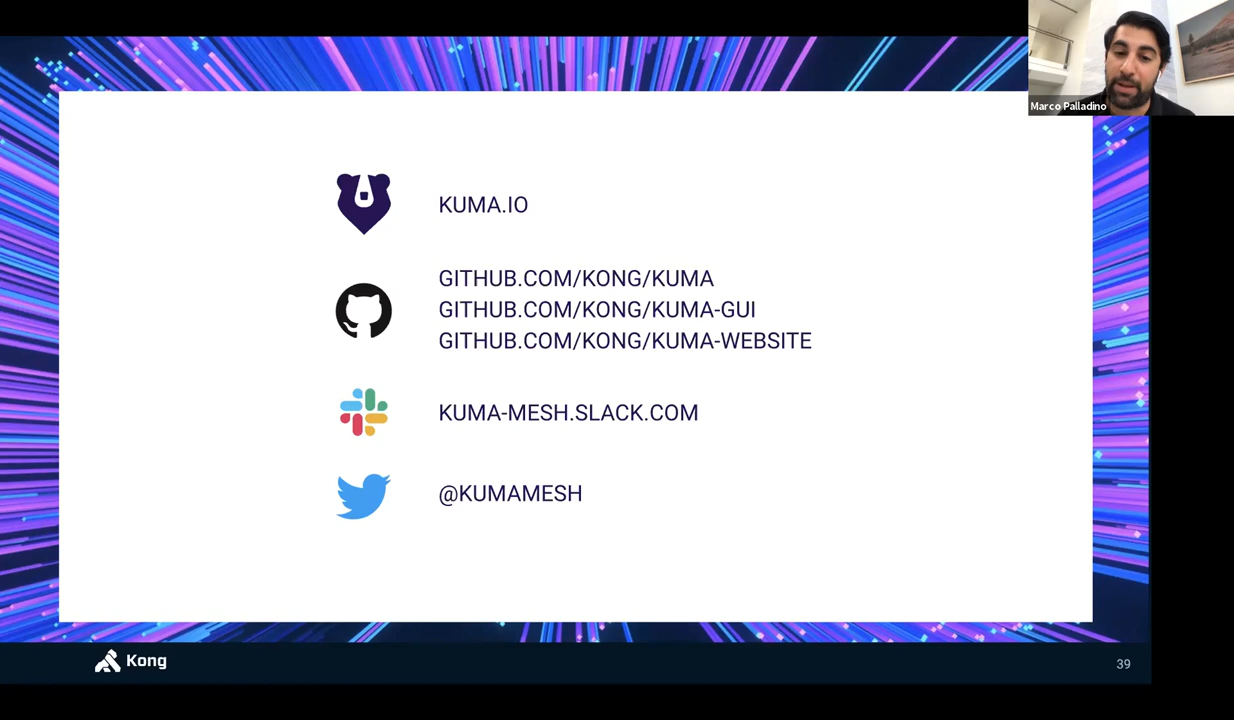 Marco Palladino
KUMA.IO
GITHUB.COM/KONG/KUMA
GITHUB.COM/KONG/KUMA-GUI
GITHUB.COM/KONG/KUMA-WEBSITE
KUMA-MESH.SLACK.COM
@KUMAMESH
Kong
39